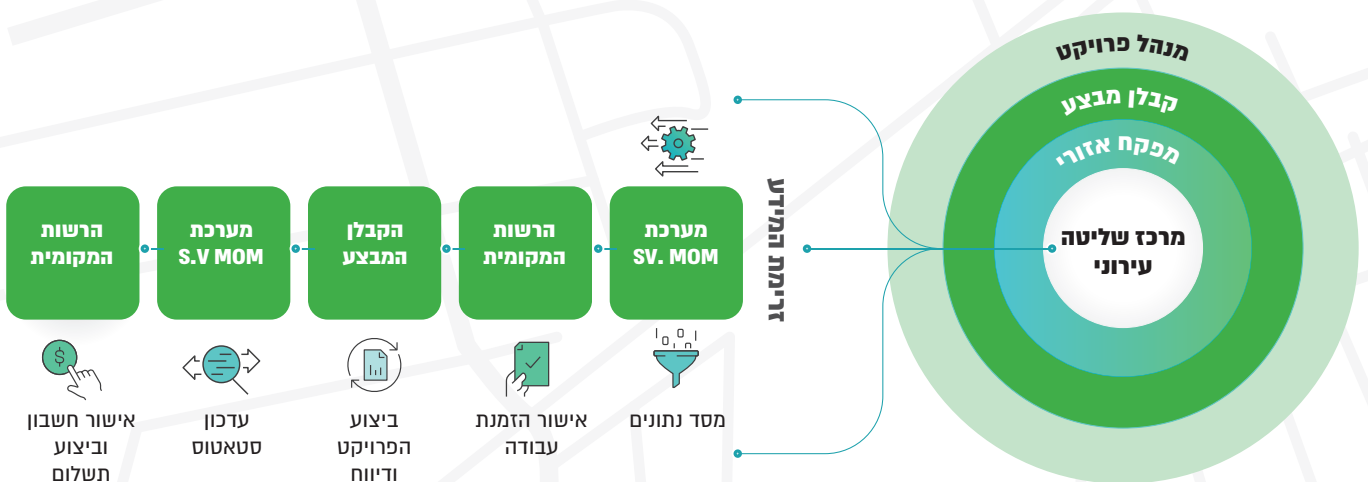 מנהל פרויקט
קבלן מבצע
מפקח אזורי
מרכז שליטה
עירוני
זרימת המידע
מערכת
SV. MOM
מסד נתונים
הרשות
המקומית
אישור הזמנת
עבודה
הקבלן
המבצע
ביצוע
הפרויקט
ודיווח
מערכת
S.V MOM
עדכון
סטאטוס
הרשות
המקומית
$
אישור חשבון
וביצוע
תשלום